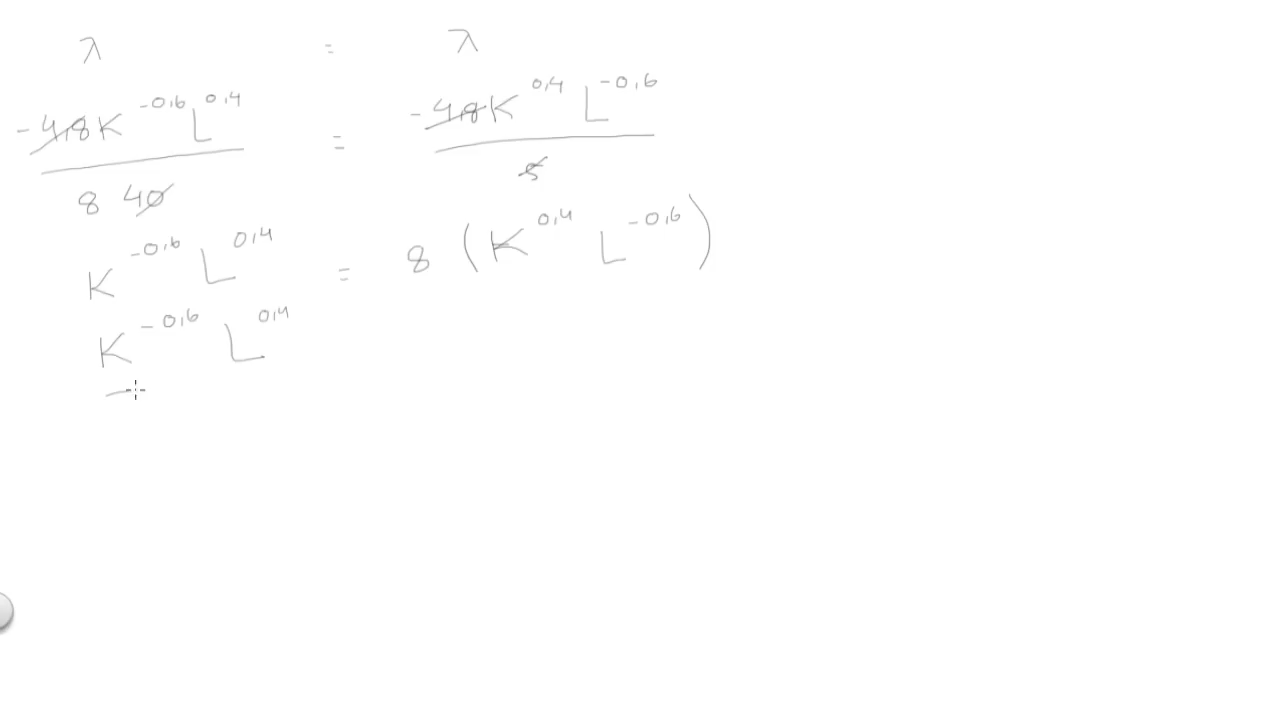 λ = λ
-4,8K^-0,6 L^0,4 / 8 40 = -4,8K^0,4 L^-0,6 / 5
K^-0,6 L^0,4 = 8 (K^0,4 L^-0,6)
K^-0,6 L^0,4